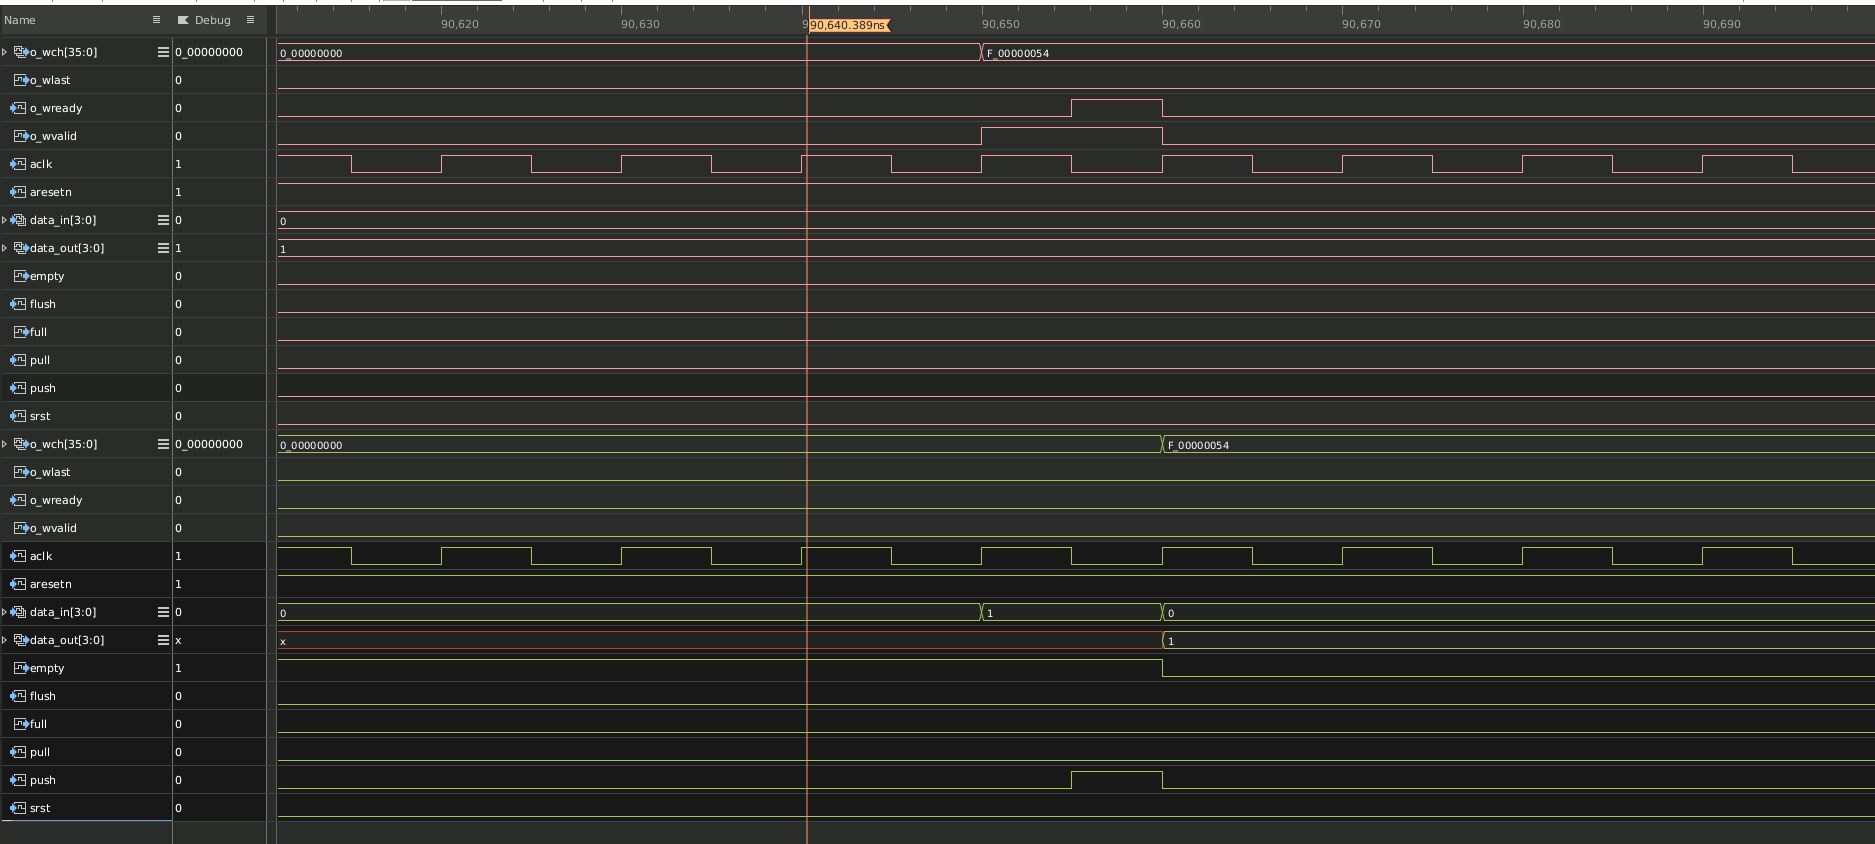 Name Debug 90,620 90,630 9 90,640.389ns 90,650 90,660 90,670 90,680 90,690
o_wch[35:0] 0_00000000 0_00000000 F_00000054
o_wlast 0
o_wready 0
o_wvalid 0
aclk 1
aresetn 1
data_in[3:0] 0 0
data_out[3:0] 1 1
empty 0
flush 0
full 0
pull 0
push 0
srst 0
o_wch[35:0] 0_00000000 0_00000000 F_00000054
o_wlast 0
o_wready 0
o_wvalid 0
aclk 1
aresetn 1
data_in[3:0] 0 0 1 0
data_out[3:0] x x 1
empty 1
flush 0
full 0
pull 0
push 0
srst 0